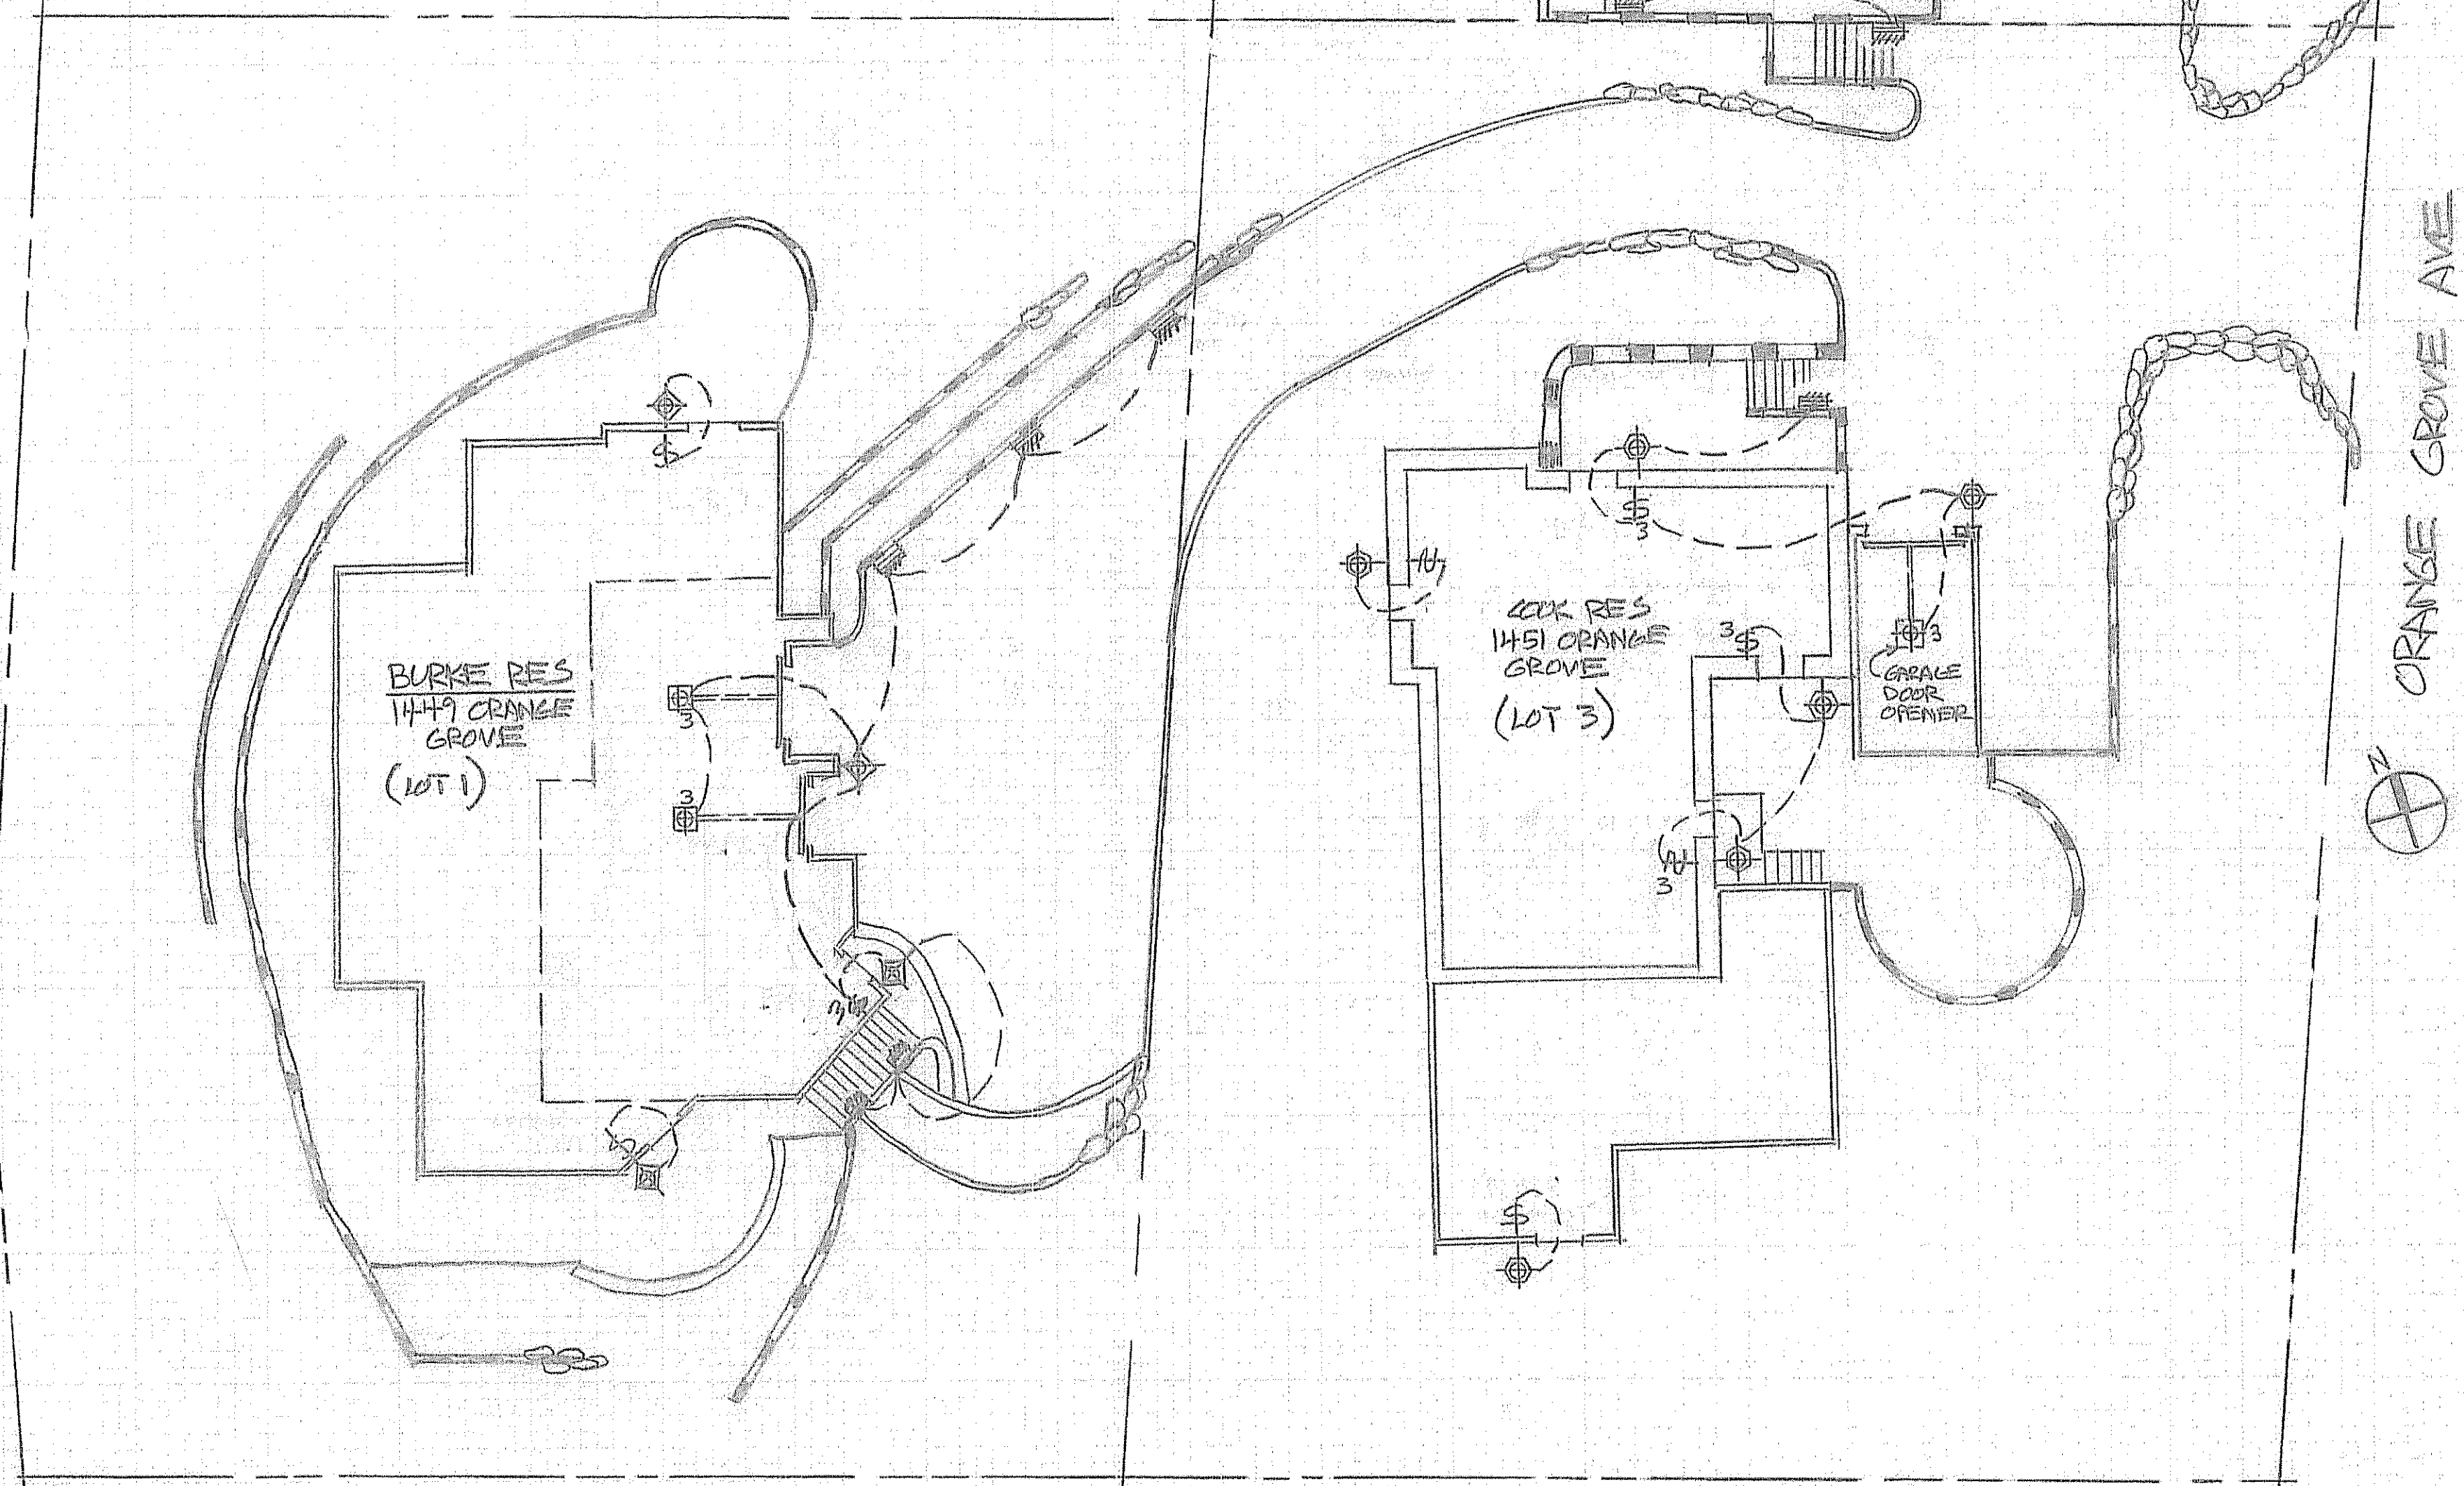 BURKE RES
1449 ORANGE
GROVE
(LOT 1)
3
3
COOK RES
1451 ORANGE
GROVE
(LOT 3)
$
$
3
3
$
3
3
GARAGE
DOOR
OPENER
$
ORANGE GROVE AVE
N